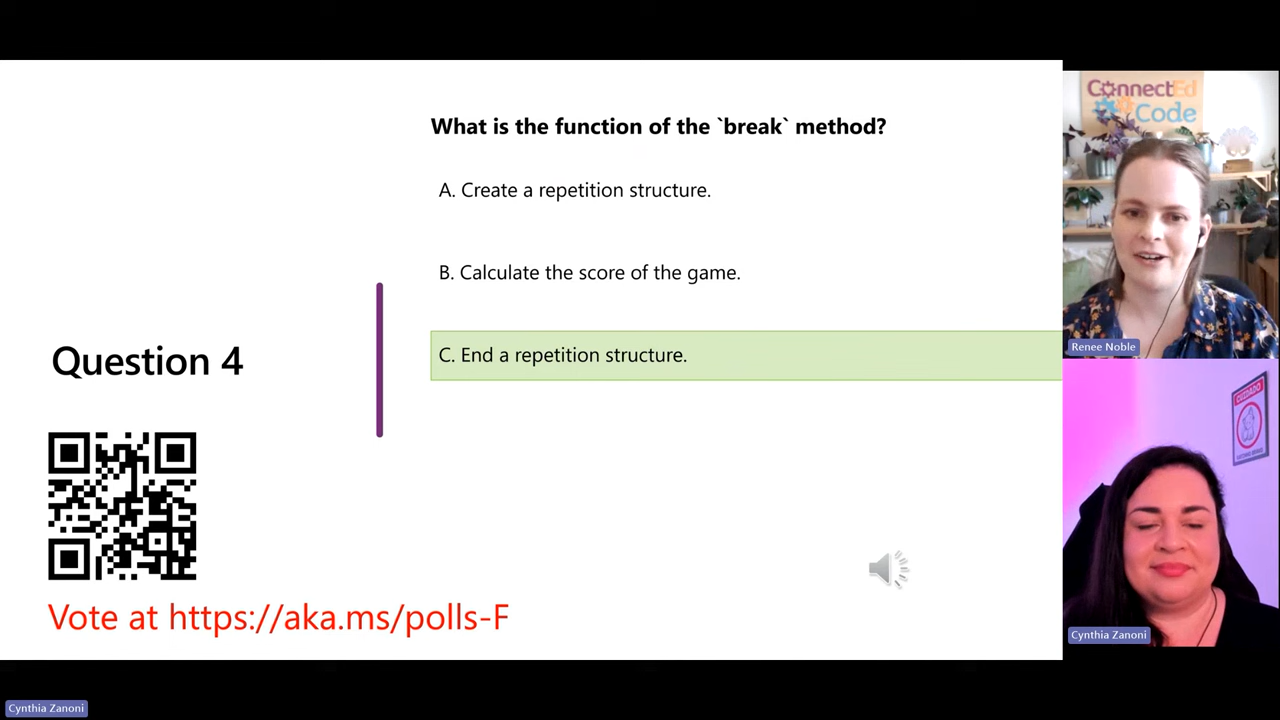 What is the function of the `break` method?
A. Create a repetition structure.
B. Calculate the score of the game.
C. End a repetition structure.
Question 4
Vote at https://aka.ms/polls-F
ConnectEd
Code
Renee Noble
CUIDADO
Cynthia Zanoni
Cynthia Zanoni